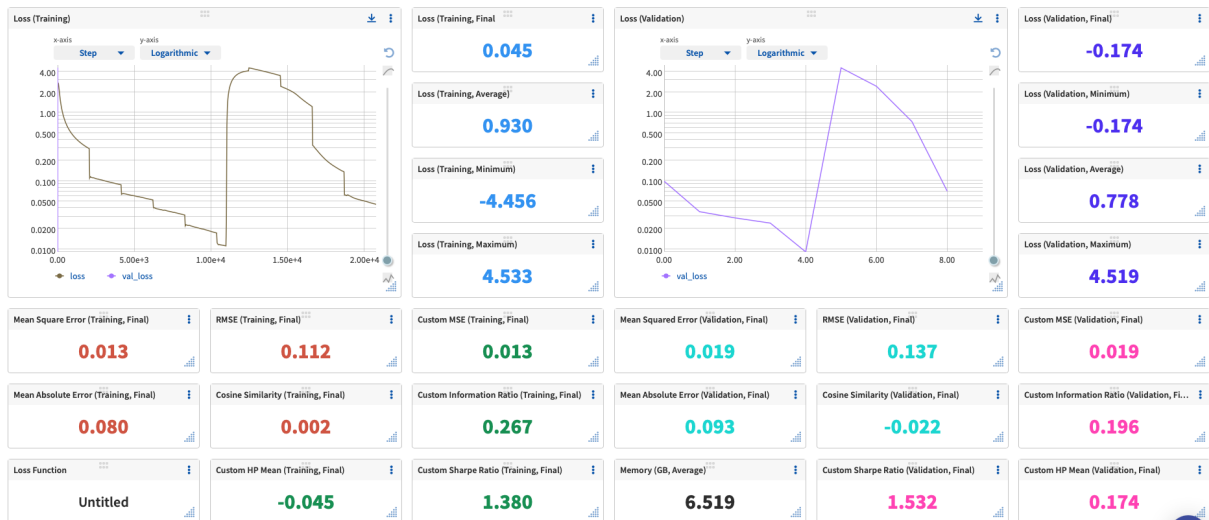 Loss (Training)
x-axis
y-axis
Step
Logarithmic
4.00
2.00
1.00
0.500
0.200
0.100
0.0500
0.0200
0.0100
0.00
5.00e+3
1.00e+4
1.50e+4
2.00e+4
loss
val_loss
Loss (Training, Final
0.045
Loss (Training, Average)
0.930
Loss (Training, Minimum)
-4.456
Loss (Training, Maximum)
4.533
Loss (Validation)
x-axis
y-axis
Step
Logarithmic
4.00
2.00
1.00
0.500
0.200
0.100
0.0500
0.0200
0.0100
0.00
2.00
4.00
6.00
8.00
val_loss
Loss (Validation, Final)
-0.174
Loss (Validation, Minimum)
-0.174
Loss (Validation, Average)
0.778
Loss (Validation, Maximum)
4.519
Mean Square Error (Training, Final)
0.013
RMSE (Training, Final)
0.112
Custom MSE (Training, Final)
0.013
Mean Squared Error (Validation, Final)
0.019
RMSE (Validation, Final)
0.137
Custom MSE (Validation, Final)
0.019
Mean Absolute Error (Training, Final)
0.080
Cosine Similarity (Training, Final)
0.002
Custom Information Ratio (Training, Final)
0.267
Mean Absolute Error (Validation, Final)
0.093
Cosine Similarity (Validation, Final)
-0.022
Custom Information Ratio (Validation, Fi...
0.196
Loss Function
Untitled
Custom HP Mean (Training, Final)
-0.045
Custom Sharpe Ratio (Training, Final)
1.380
Memory (GB, Average)
6.519
Custom Sharpe Ratio (Validation, Final)
1.532
Custom HP Mean (Validation, Final)
0.174